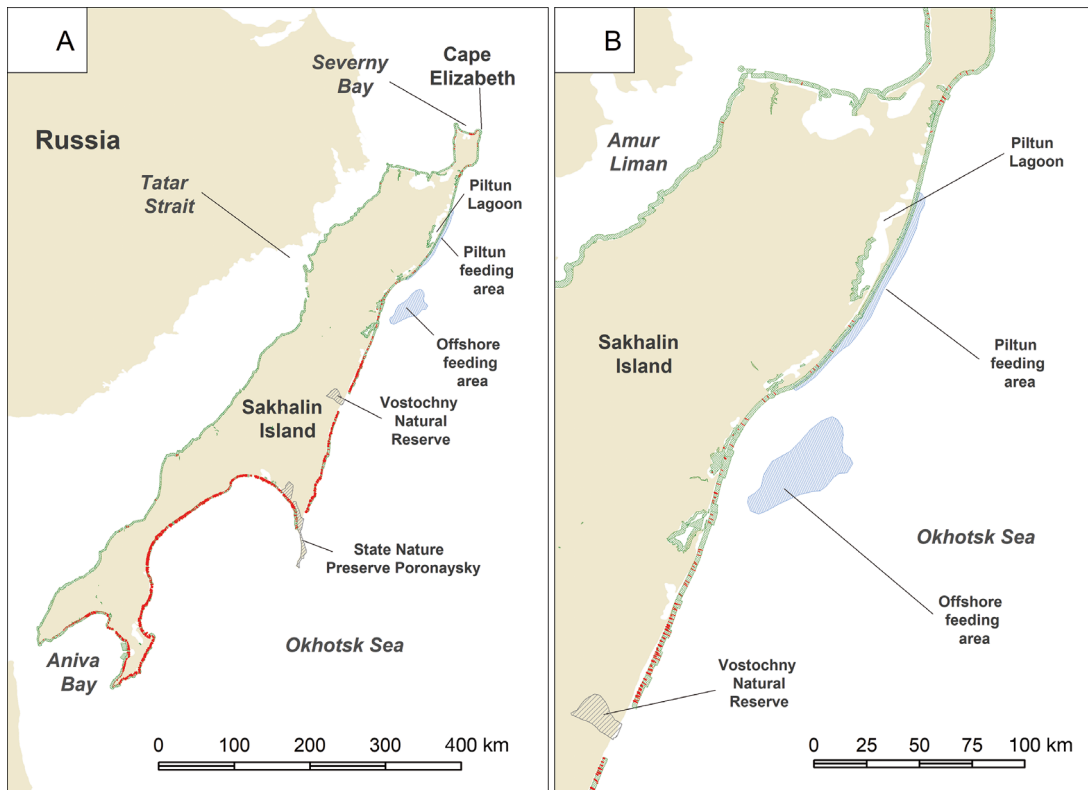 A
Severny
Bay
Cape
Elizabeth
Russia
Tatar
Strait
Piltun
Lagoon
Piltun
feeding
area
Offshore
feeding
area
Vostochny
Natural
Reserve
Sakhalin
Island
State Nature
Preserve Poronaysky
Okhotsk Sea
Aniva
Bay
0 100 200 300 400 km
B
Amur
Liman
Piltun
Lagoon
Sakhalin
Island
Piltun
feeding
area
Okhotsk Sea
Offshore
feeding
area
Vostochny
Natural
Reserve
0 25 50 75 100 km